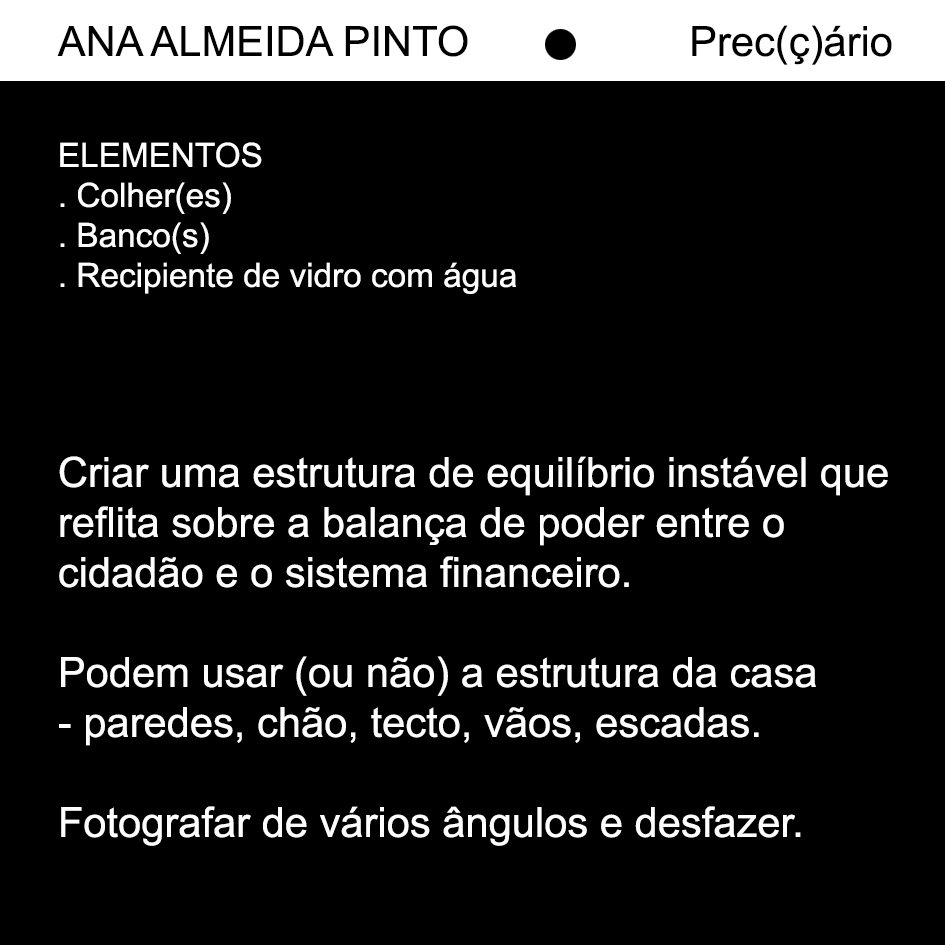 ANA ALMEIDA PINTO ● Prec(ç)ário
ELEMENTOS
. Colher(es)
. Banco(s)
. Recipiente de vidro com água
Criar uma estrutura de equilíbrio instável que
reflita sobre a balança de poder entre o
cidadão e o sistema financeiro.
Podem usar (ou não) a estrutura da casa
- paredes, chão, tecto, vãos, escadas.
Fotografar de vários ângulos e desfazer.